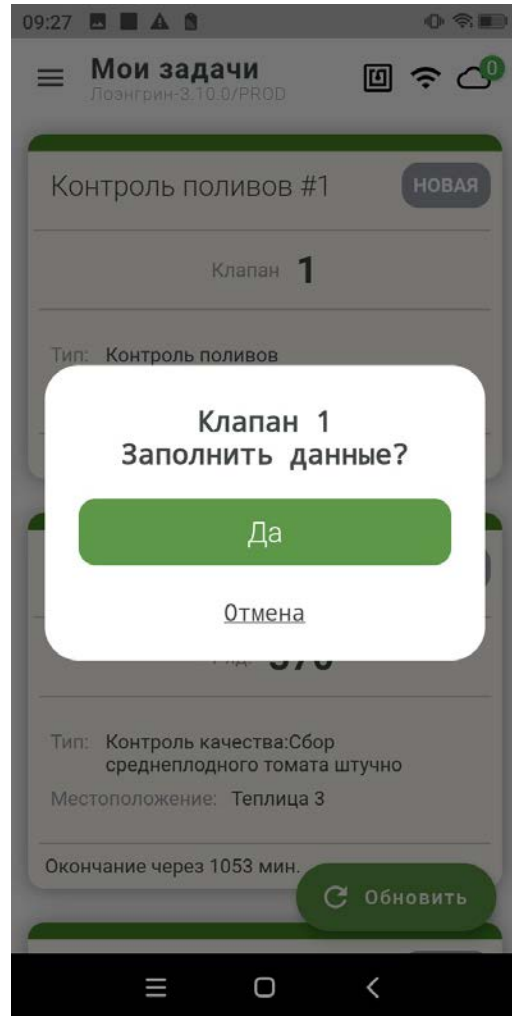 09:27
Мои задачи
0
Лоэнгрин-3.10.0/PROD
Контроль поливов #1
НОВАЯ
Клапан 1
Тип: Контроль поливов
Клапан 1
Заполнить данные?
Да
Отмена
Тип: Контроль качества:Сбор
среднеплодного томата штучно
Местоположение: Теплица 3
Окончание через 1053 мин.
Обновить